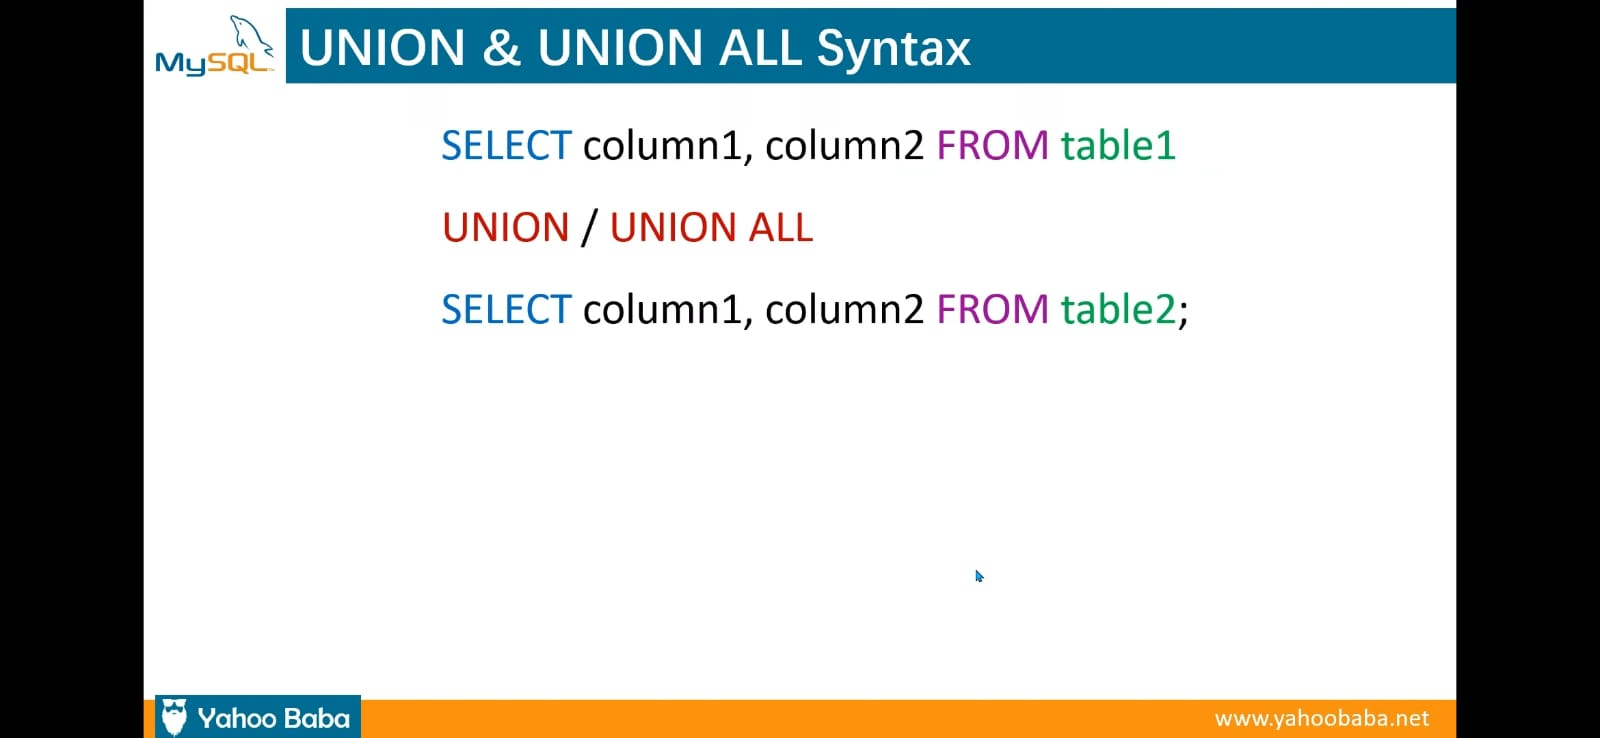 MySQL
UNION & UNION ALL Syntax
SELECT column1, column2 FROM table1
UNION / UNION ALL
SELECT column1, column2 FROM table2;
Yahoo Baba
www.yahoobaba.net